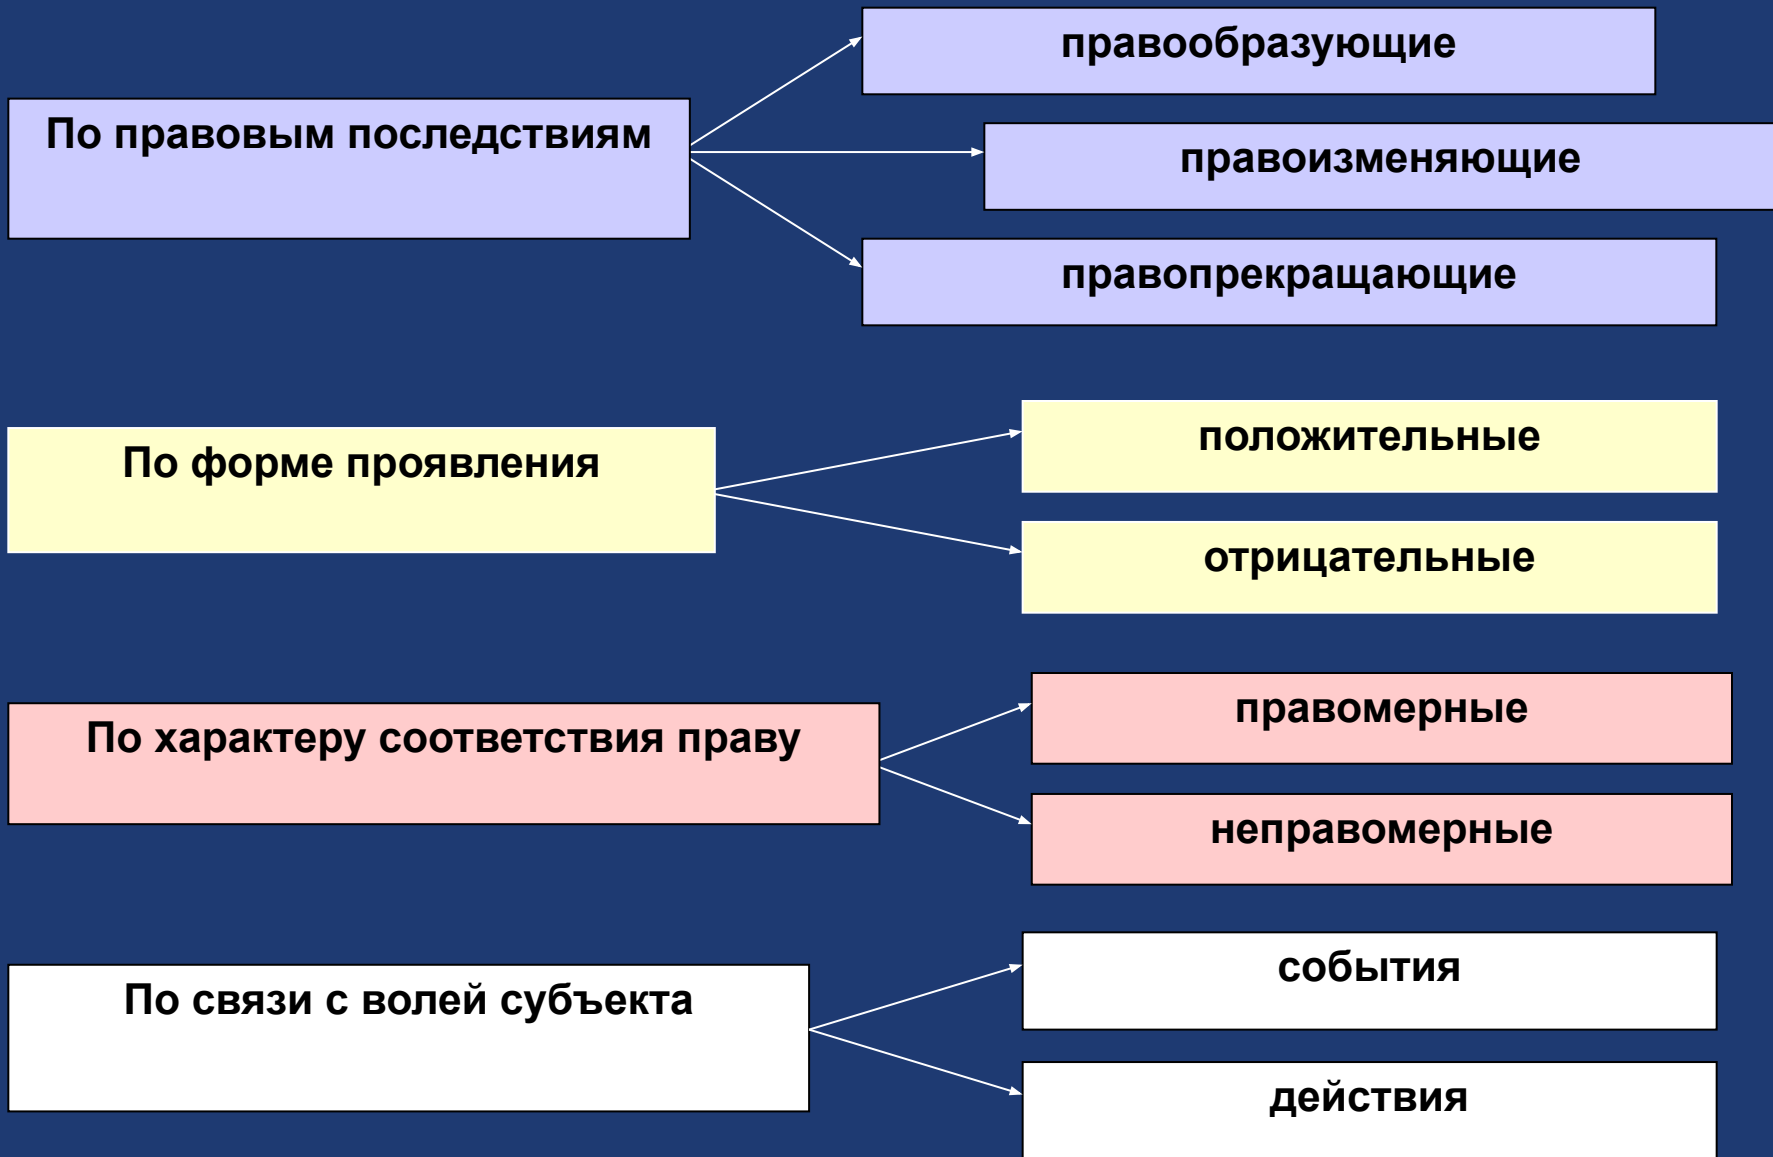 По правовым последствиям
правообразующие
правоизменяющие
правопрекращающие
По форме проявления
положительные
отрицательные
По характеру соответствия праву
правомерные
неправомерные
По связи с волей субъекта
события
действия